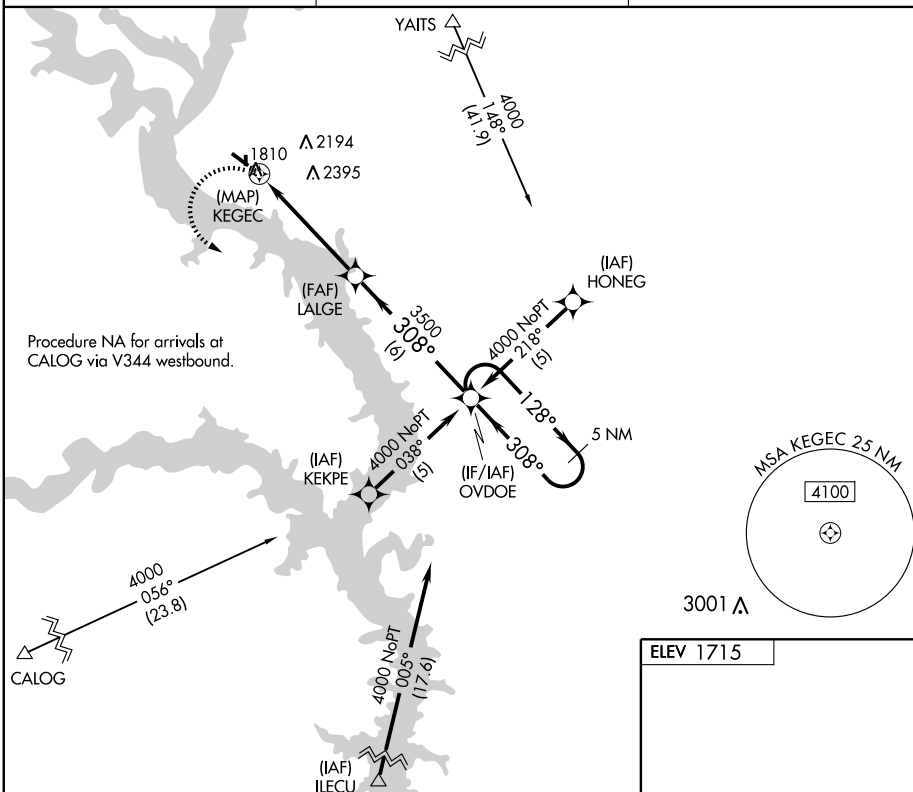 YAITS
4000
148°
(41.9)
1810
2194
2395
(MAP)
KEGEC
(IAF)
HONEG
(FAF)
LALGE
3500
308°
(6)
4000 NoPT
218°
(5)
Procedure NA for arrivals at
CALOG via V344 westbound.
128°
5 NM
308°
(IF/IAF)
OVDOE
4000 NoPT
038°
(5)
(IAF)
KEKPE
MSA KEGEC 25 NM
4100
4000
056°
(23.8)
CALOG
3001
4000 NoPT
005°
(17.6)
(IAF)
ILECU
ELEV 1715